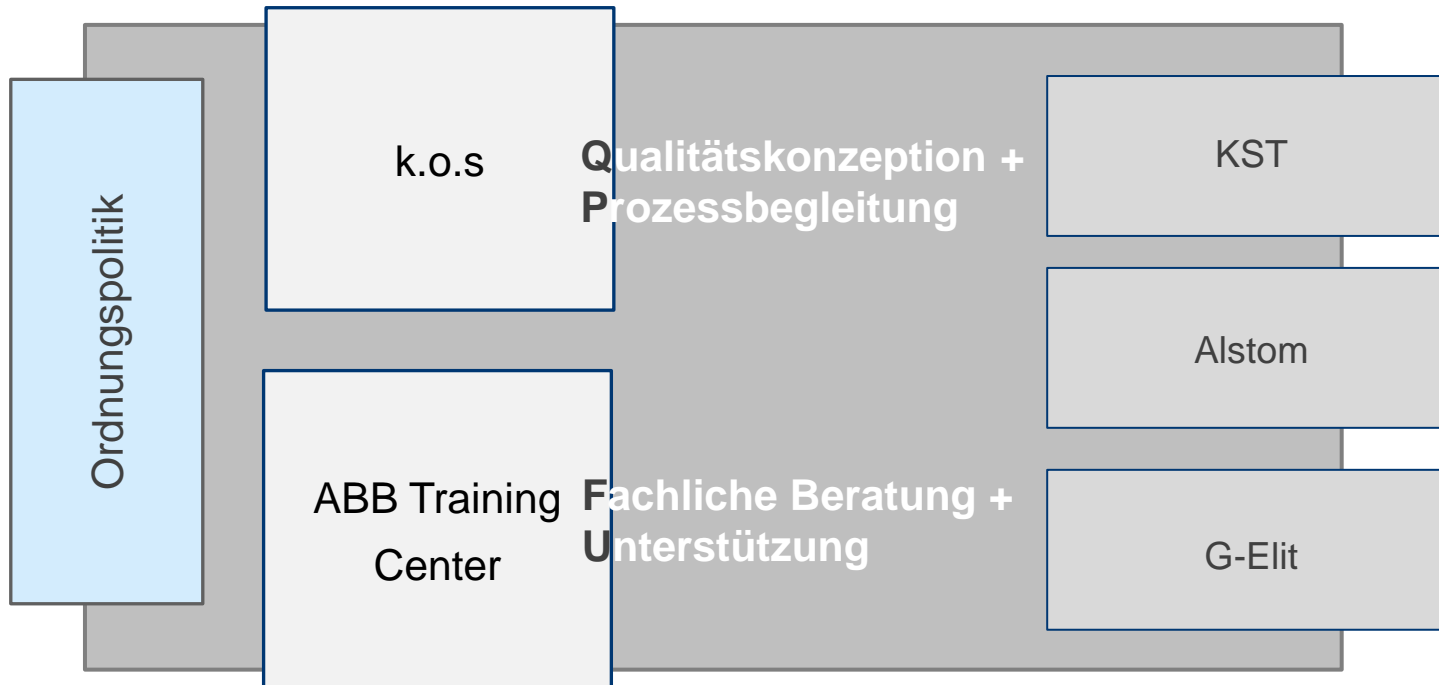 Ordnungspolitik
k.o.s
Qualitätskonzeption +
Prozessbegleitung
KST
Alstom
ABB Training
Center
Fachliche Beratung +
Unterstützung
G-Elit